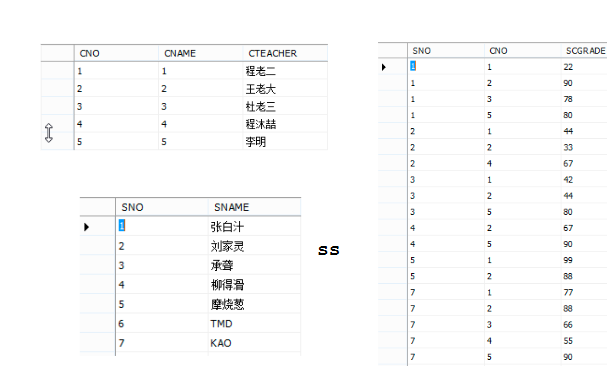 CNO CNAME CTEACHER
1 1 程老二
2 2 王老大
3 3 杜老三
4 4 程沐喆
5 5 李明
SNO SNAME
1 张白汁
2 刘家灵
3 承聋
4 柳得滑
5 摩烧葱
6 TMD
7 KAO
ss
SNO CNO SCGRADE
1 1 22
1 2 90
1 3 78
1 5 80
2 1 44
2 2 33
2 4 67
3 1 42
3 2 44
3 5 80
4 2 67
4 5 90
5 1 99
5 2 88
7 1 77
7 2 88
7 3 66
7 4 55
7 5 90